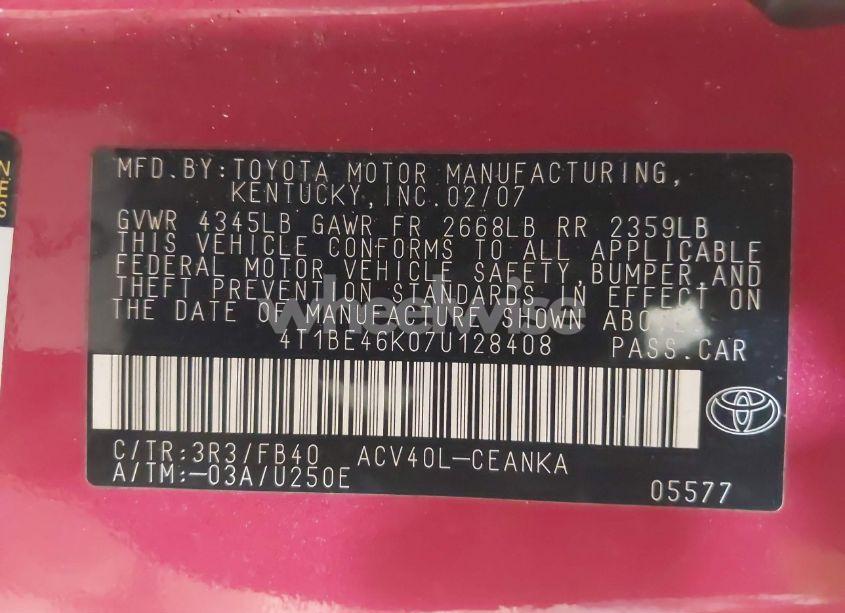 MFD.BY:TOYOTA MOTOR MANUFACTURING,
KENTUCKY,INC.02/07
GVWR 4345LB GAWR FR 2668LB RR 2359LB
THIS VEHICLE CONFORMS TO ALL APPLICABLE
FEDERAL MOTOR VEHICLE SAFETY,BUMPER,AND
THEFT PREVENTION STANDARDS IN EFFECT ON
THE DATE OF MANUFACTURE SHOWN ABOVE.
wheelwise
4T1BE46K07U128408 PASS.CAR
C/TR:3R3/FB40 ACV40L-CEANKA
A/TM:-03A/U250E
05577
N
E
S